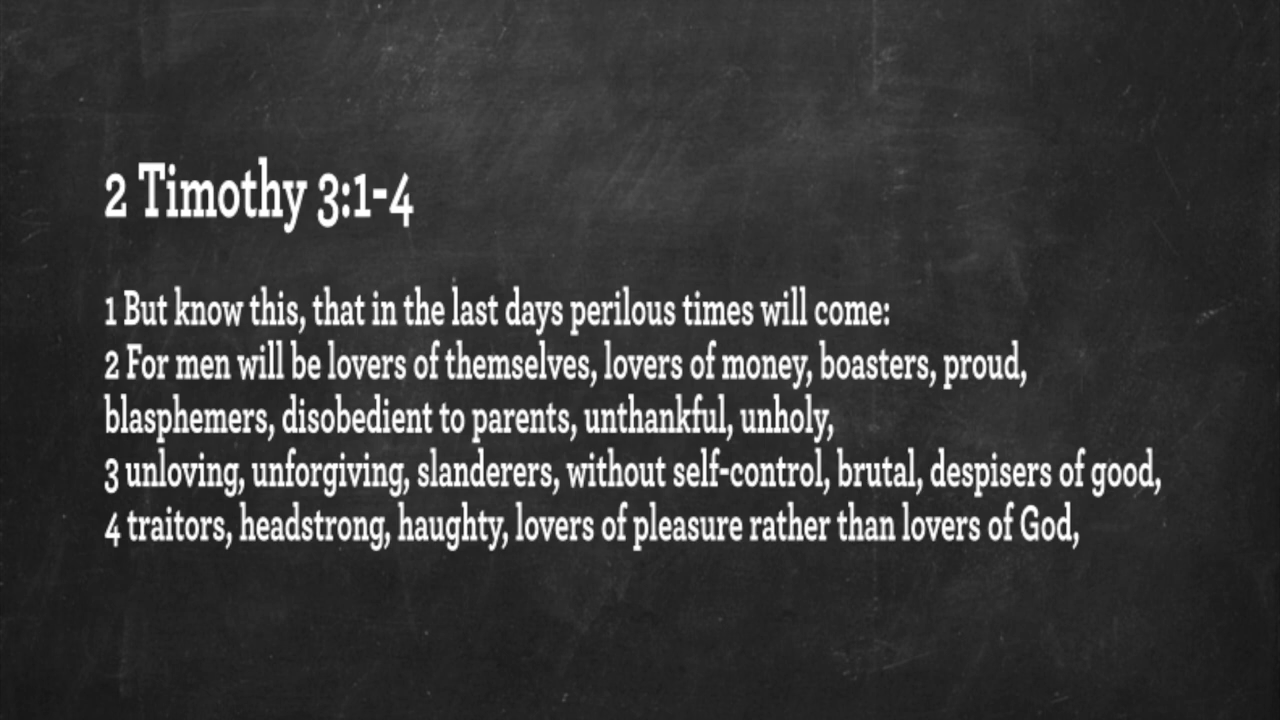 2 Timothy 3:1-4
1 But know this, that in the last days perilous times will come:
2 For men will be lovers of themselves, lovers of money, boasters, proud,
blasphemers, disobedient to parents, unthankful, unholy,
3 unloving, unforgiving, slanderers, without self-control, brutal, despisers of good,
4 traitors, headstrong, haughty, lovers of pleasure rather than lovers of God,